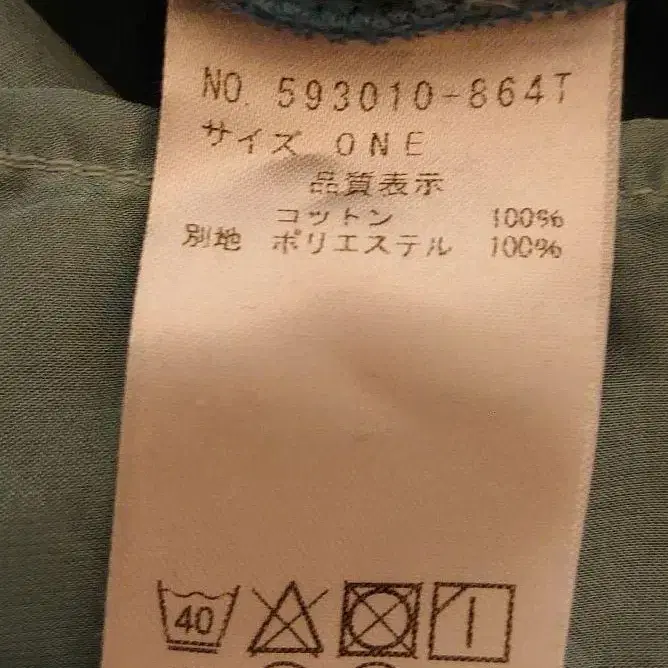 NO. 593010-864T
サイズ ONE
品質表示
コットン 100%
別地 ポリエステル 100%
40